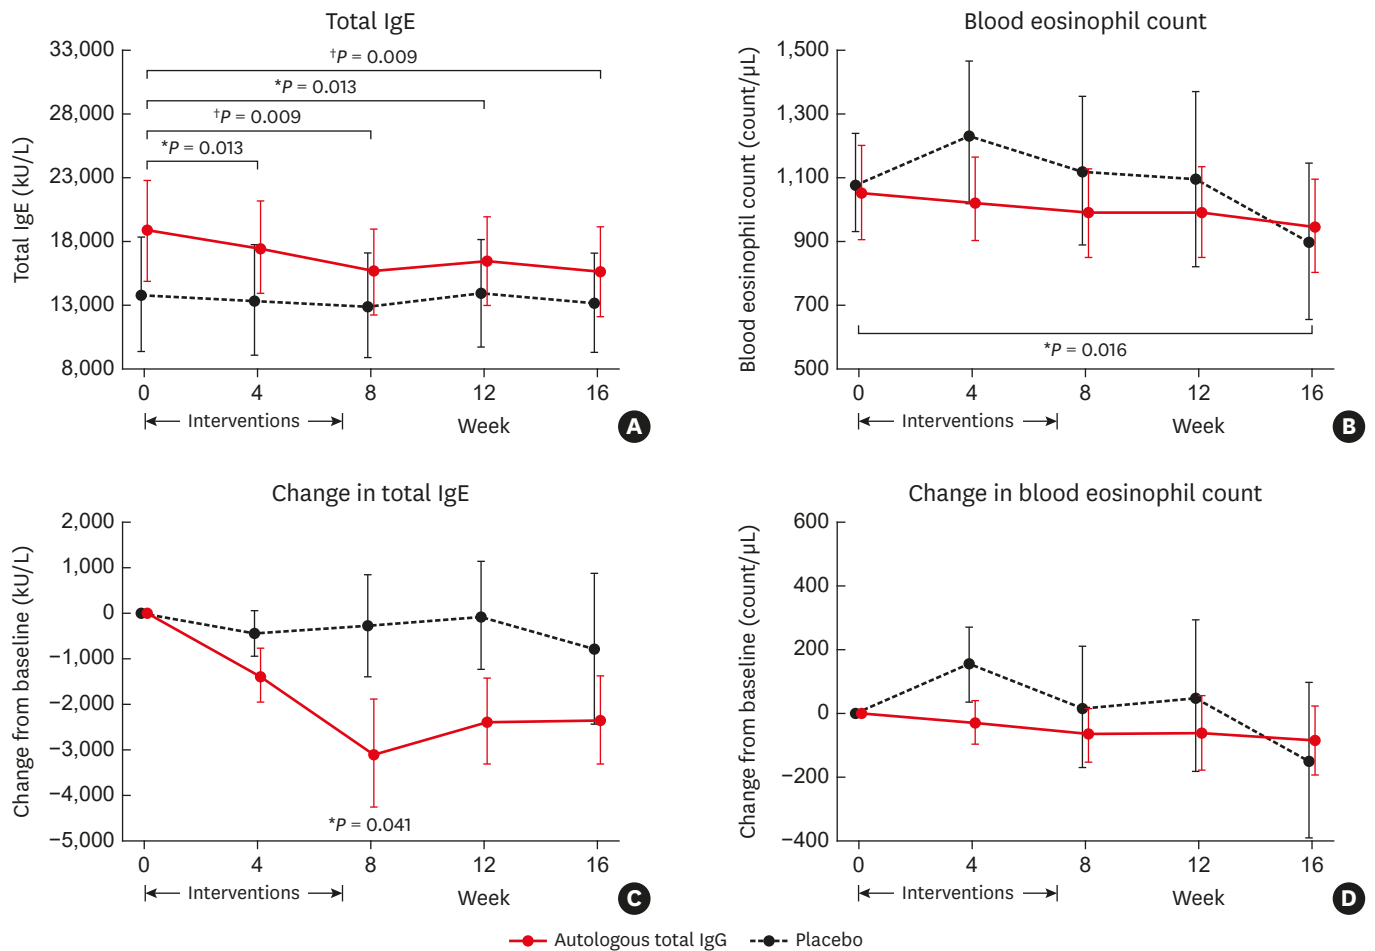 Total IgE
33,000
28,000
23,000
18,000
13,000
8,000
Total IgE (kU/L)
†P = 0.009
*P = 0.013
†P = 0.009
*P = 0.013
0 4 8 12 16
Interventions
Week
A
Blood eosinophil count
1,500
1,300
1,100
900
700
500
Blood eosinophil count (count/µL)
*P = 0.016
0 4 8 12 16
Interventions
Week
B
Change in total IgE
2,000
1,000
0
−1,000
−2,000
−3,000
−4,000
−5,000
Change from baseline (kU/L)
*P = 0.041
0 4 8 12 16
Interventions
Week
C
Change in blood eosinophil count
600
400
200
0
−200
−400
Change from baseline (count/µL)
0 4 8 12 16
Interventions
Week
D
Autologous total IgG
Placebo